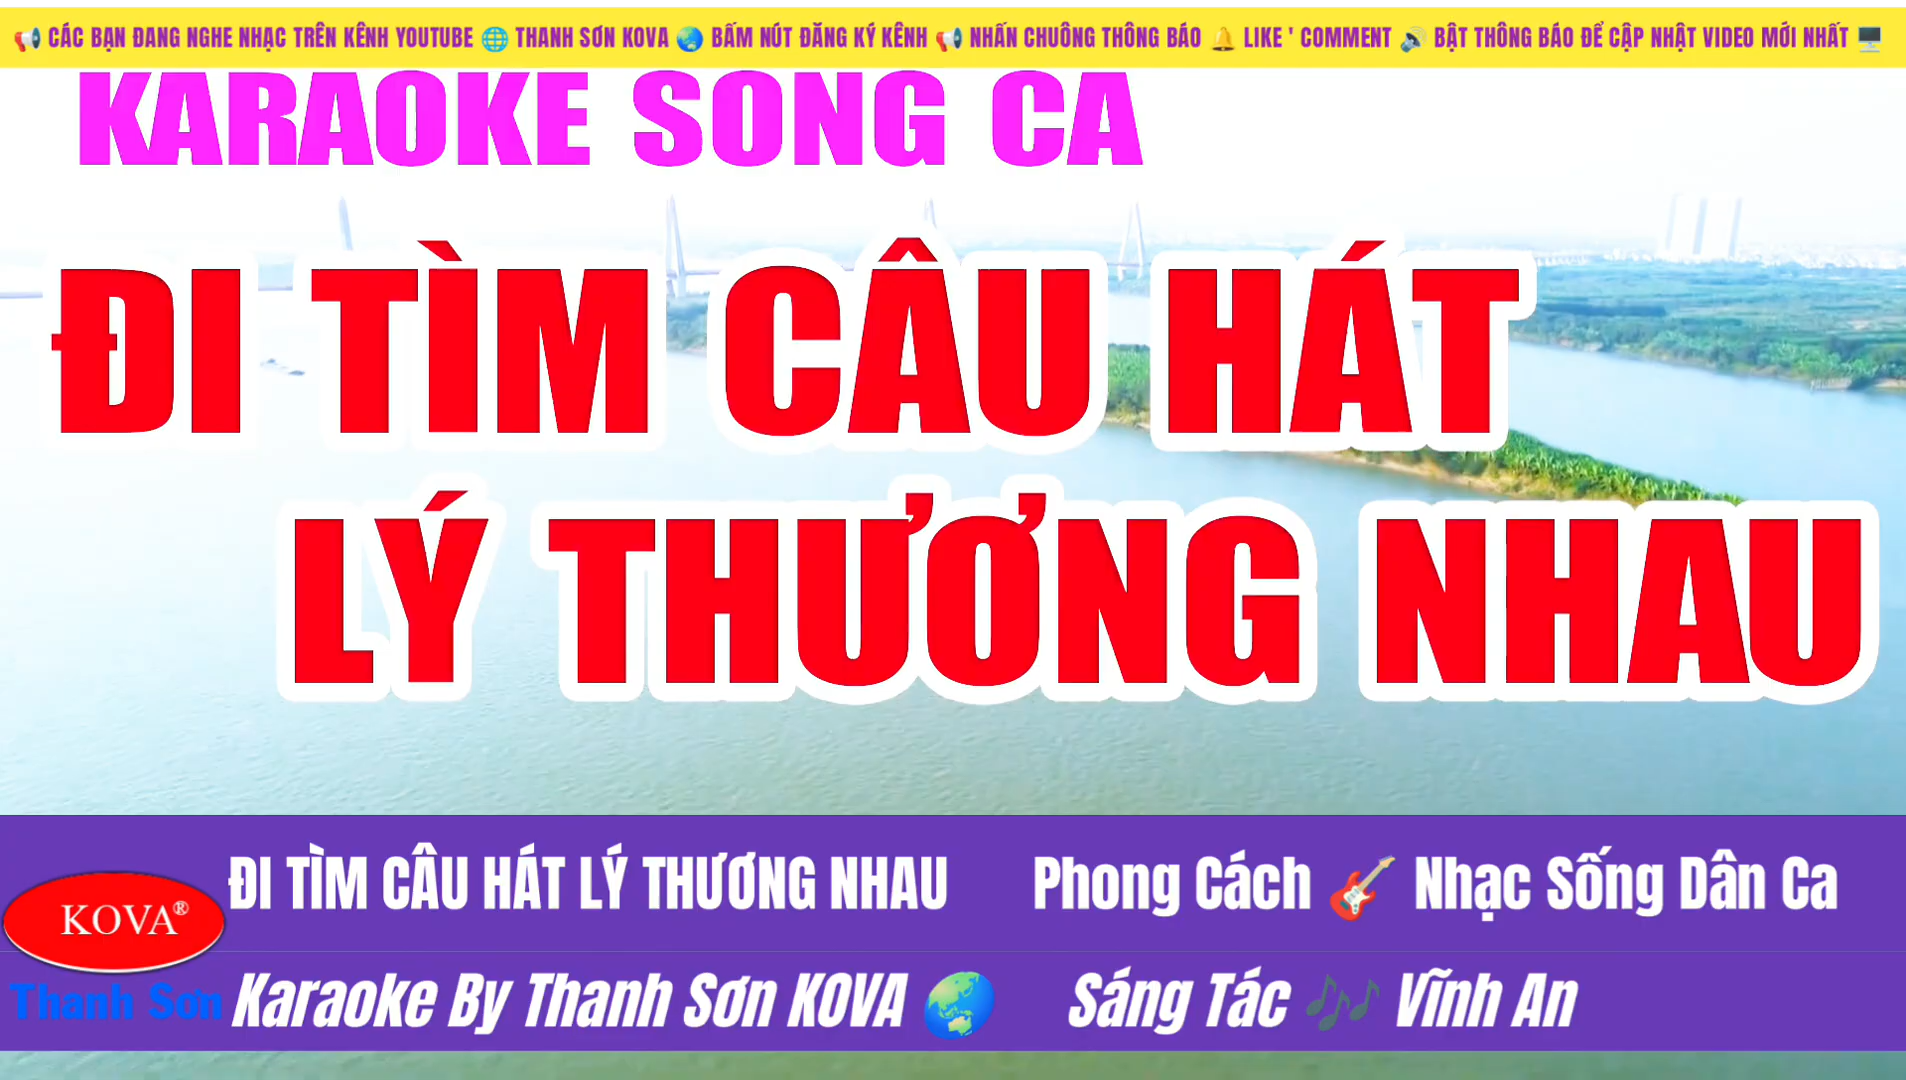 📢 CÁC BẠN ĐANG NGHE NHẠC TRÊN KÊNH YOUTUBE 🌐 THANH SƠN KOVA 🌏 BẤM NÚT ĐĂNG KÝ KÊNH 📢 NHẤN CHUÔNG THÔNG BÁO 🔔 LIKE ' COMMENT 🔊 BẬT THÔNG BÁO ĐỂ CẬP NHẬT VIDEO MỚI NHẤT 🖥️
KARAOKE SONG CA
ĐI TÌM CÂU HÁT
LÝ THƯƠNG NHAU
ĐI TÌM CÂU HÁT LÝ THƯƠNG NHAU Phong Cách 🎸 Nhạc Sống Dân Ca
KOVA®
Thanh Sơn
Karaoke By Thanh Sơn KOVA 🌏 Sáng Tác 🎶 Vĩnh An